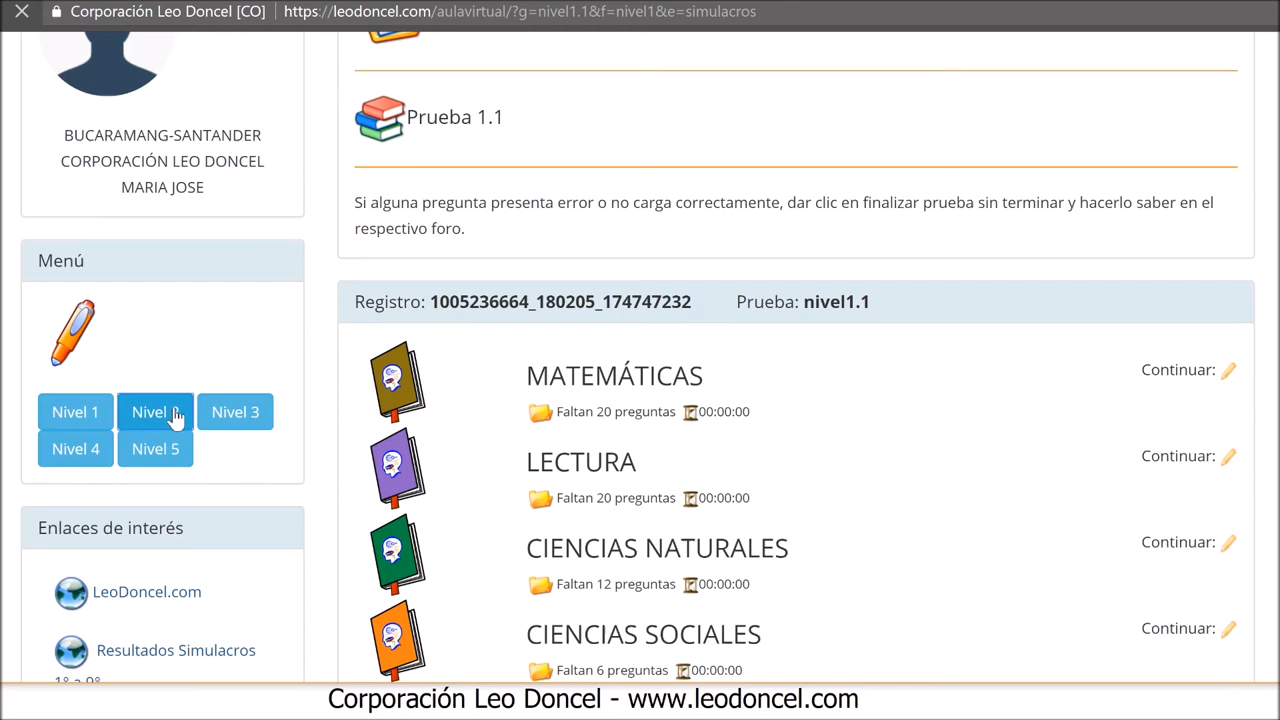 Corporación Leo Doncel [CO]
https://leodoncel.com/aulavirtual/?g=nivel1.1&f=nivel1&e=simulacros
BUCARAMANG-SANTANDER
CORPORACIÓN LEO DONCEL
MARIA JOSE
Menú
Nivel 1
Nivel
Nivel 3
Nivel 4
Nivel 5
Enlaces de interés
LeoDoncel.com
Resultados Simulacros
Prueba 1.1
Si alguna pregunta presenta error o no carga correctamente, dar clic en finalizar prueba sin terminar y hacerlo saber en el
respectivo foro.
Registro: 1005236664_180205_174747232 Prueba: nivel1.1
MATEMÁTICAS
Continuar:
Faltan 20 preguntas 00:00:00
LECTURA
Continuar:
Faltan 20 preguntas 00:00:00
CIENCIAS NATURALES
Continuar:
Faltan 12 preguntas 00:00:00
CIENCIAS SOCIALES
Continuar:
Faltan 6 preguntas 00:00:00
Corporación Leo Doncel - www.leodoncel.com